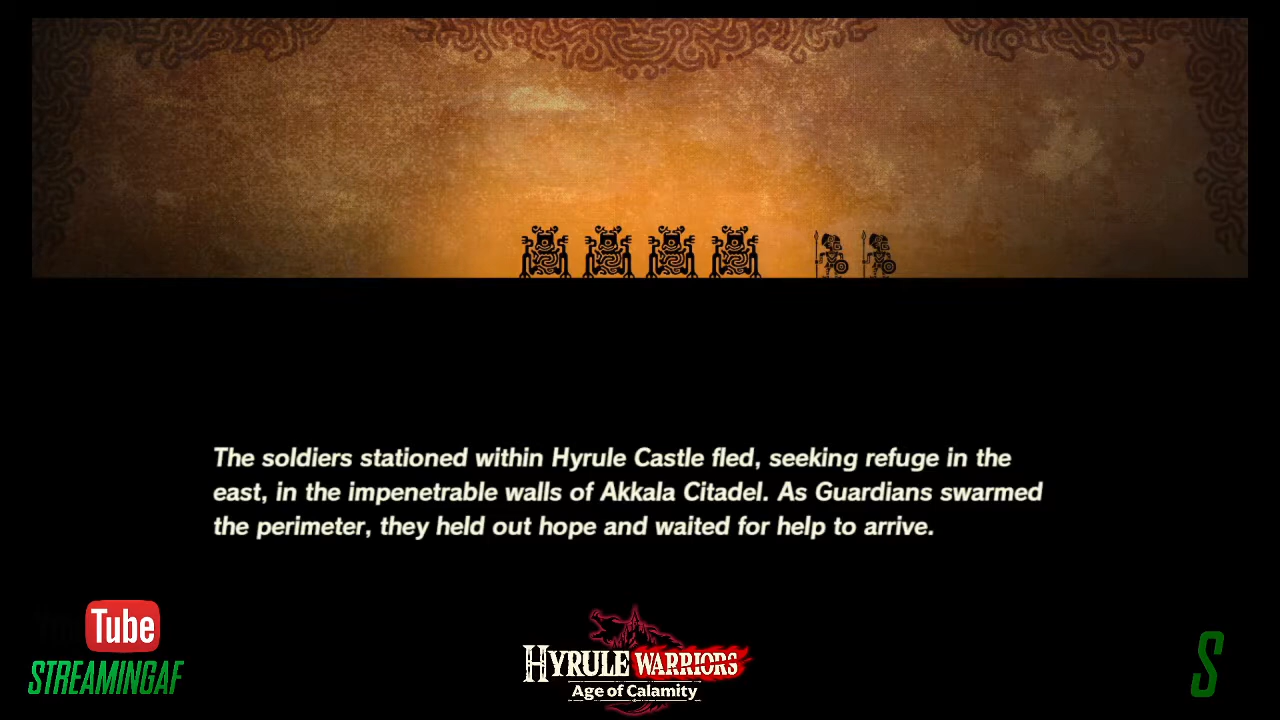 The soldiers stationed within Hyrule Castle fled, seeking refuge in the
east, in the impenetrable walls of Akkala Citadel. As Guardians swarmed
the perimeter, they held out hope and waited for help to arrive.
YouTube
STREAMINGAF
HYRULE WARRIORS
Age of Calamity
S